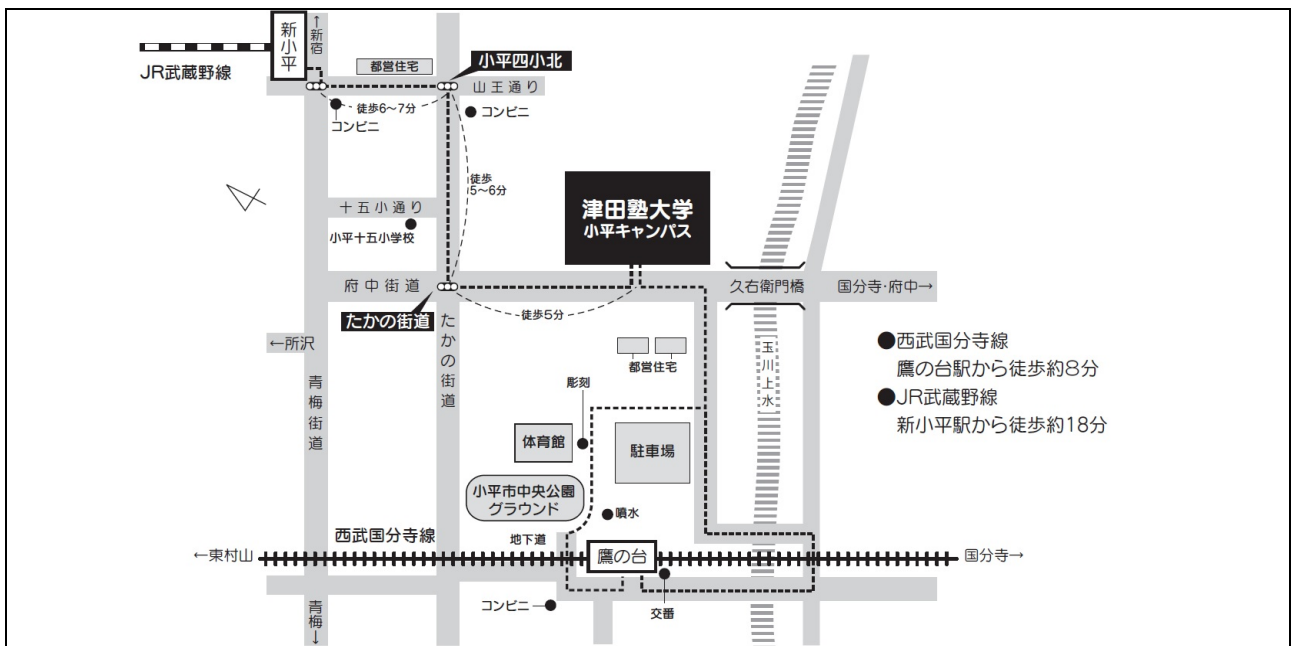 新小平
↑新宿
JR武蔵野線
都営住宅
小平四小北
山王通り
徒歩6〜7分
コンビニ
コンビニ
徒歩
5〜6分
十五小通り
小平十五小学校
津田塾大学
小平キャンパス
府中街道
久右衛門橋
国分寺・府中→
たかの街道
徒歩5分
たかの街道
←所沢
青梅街道
都営住宅
玉川上水
●西武国分寺線
鷹の台駅から徒歩約8分
●JR武蔵野線
新小平駅から徒歩約18分
彫刻
体育館
駐車場
小平市中央公園
グラウンド
噴水
西武国分寺線
地下道
←東村山
鷹の台
国分寺→
コンビニ
交番
青梅↓